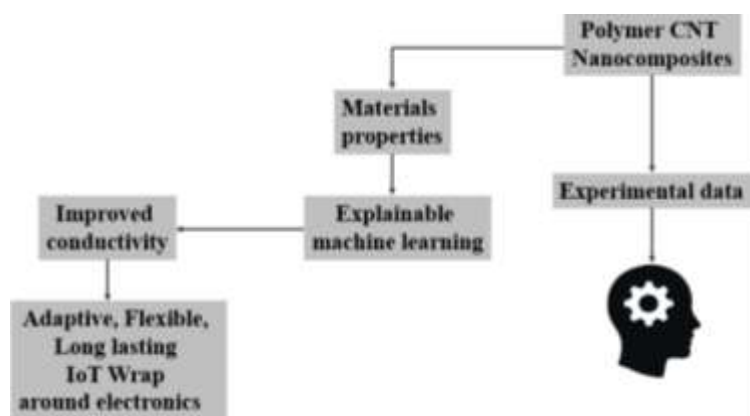 Polymer CNT
Nanocomposites
Materials
properties
Experimental data
Improved
conductivity
Explainable
machine learning
Adaptive, Flexible,
Long lasting
IoT Wrap
around electronics